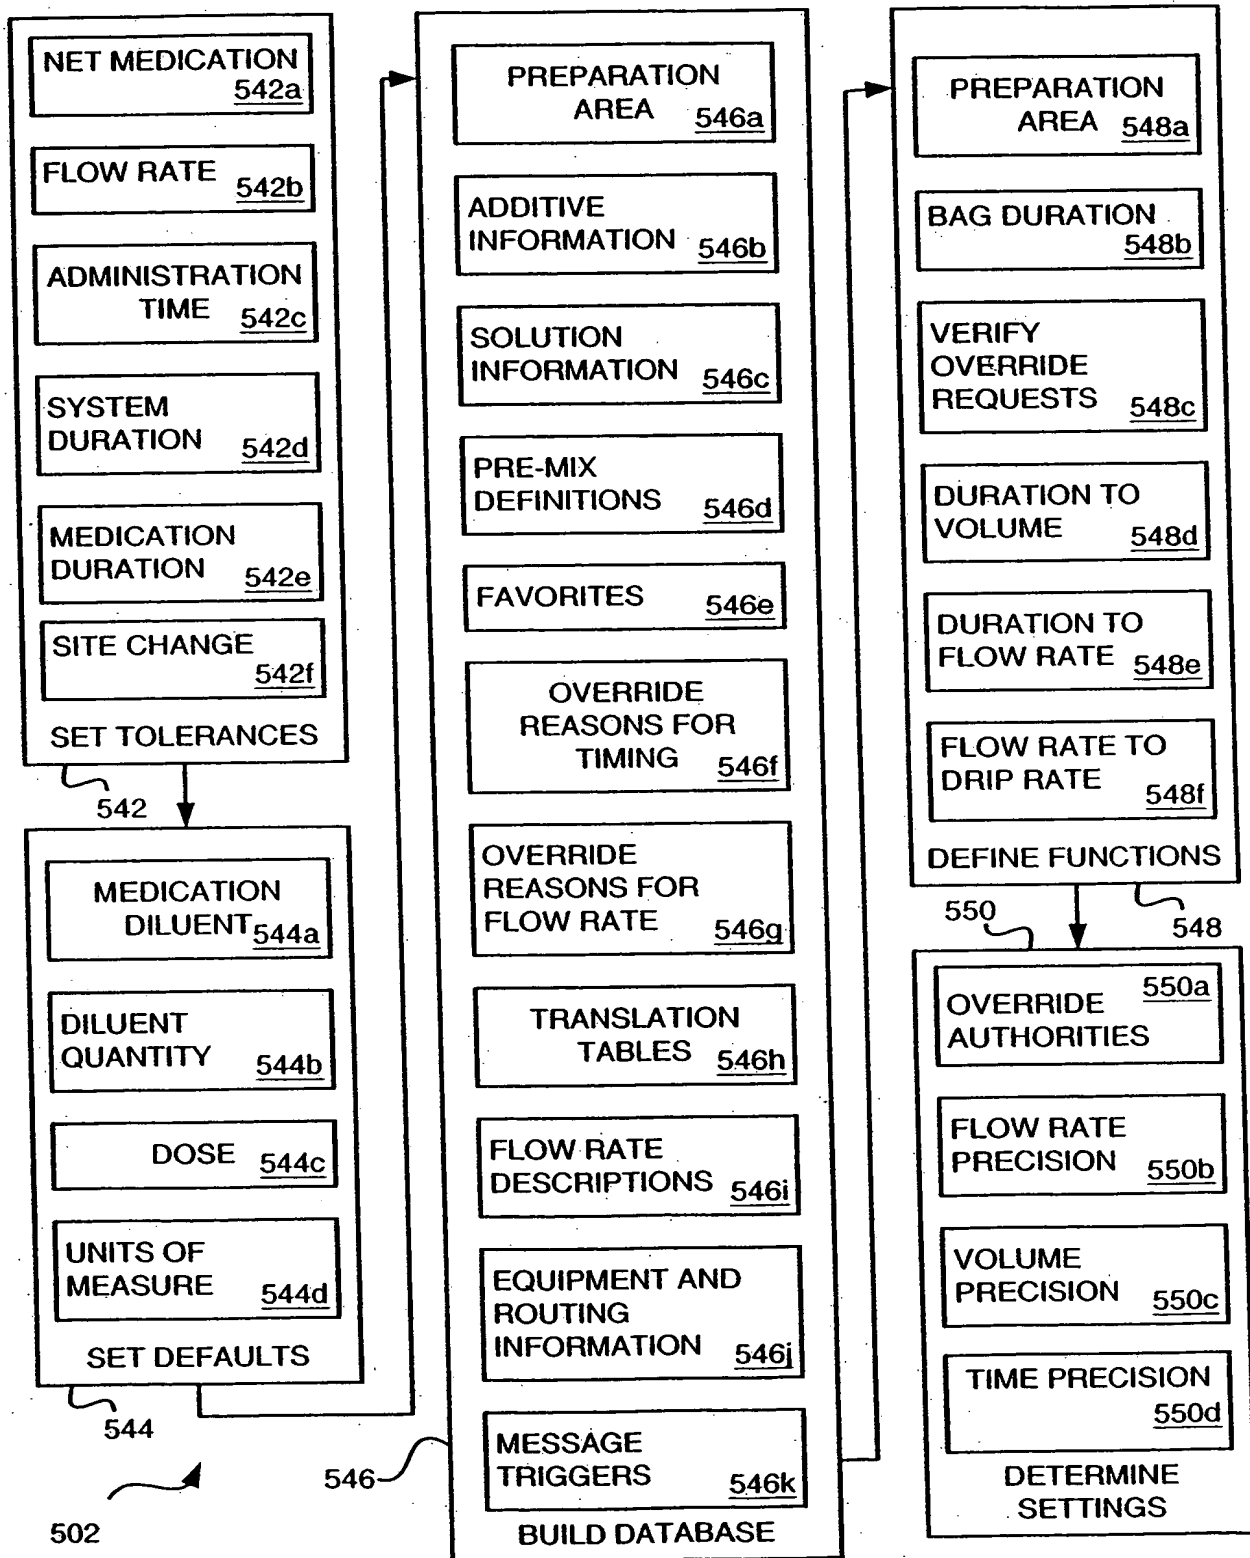 NET MEDICATION
542a
FLOW RATE 542b
ADMINISTRATION
TIME 542c
SYSTEM
DURATION 542d
MEDICATION
DURATION 542e
SITE CHANGE
542f
SET TOLERANCES
542
MEDICATION
DILUENT 544a
DILUENT
QUANTITY 544b
DOSE 544c
UNITS OF
MEASURE 544d
SET DEFAULTS
544
502
PREPARATION
AREA 546a
ADDITIVE
INFORMATION 546b
SOLUTION
INFORMATION 546c
PRE-MIX
DEFINITIONS 546d
FAVORITES 546e
OVERRIDE
REASONS FOR
TIMING 546f
OVERRIDE
REASONS FOR
FLOW RATE 546g
TRANSLATION
TABLES 546h
FLOW RATE
DESCRIPTIONS 546i
EQUIPMENT AND
ROUTING
INFORMATION 546j
MESSAGE
TRIGGERS 546k
BUILD DATABASE
546
PREPARATION
AREA 548a
BAG DURATION
548b
VERIFY
OVERRIDE
REQUESTS 548c
DURATION TO
VOLUME 548d
DURATION TO
FLOW RATE 548e
FLOW RATE TO
DRIP RATE 548f
DEFINE FUNCTIONS
548
550
550a
OVERRIDE
AUTHORITIES
FLOW RATE
PRECISION 550b
VOLUME
PRECISION 550c
TIME PRECISION
550d
DETERMINE
SETTINGS